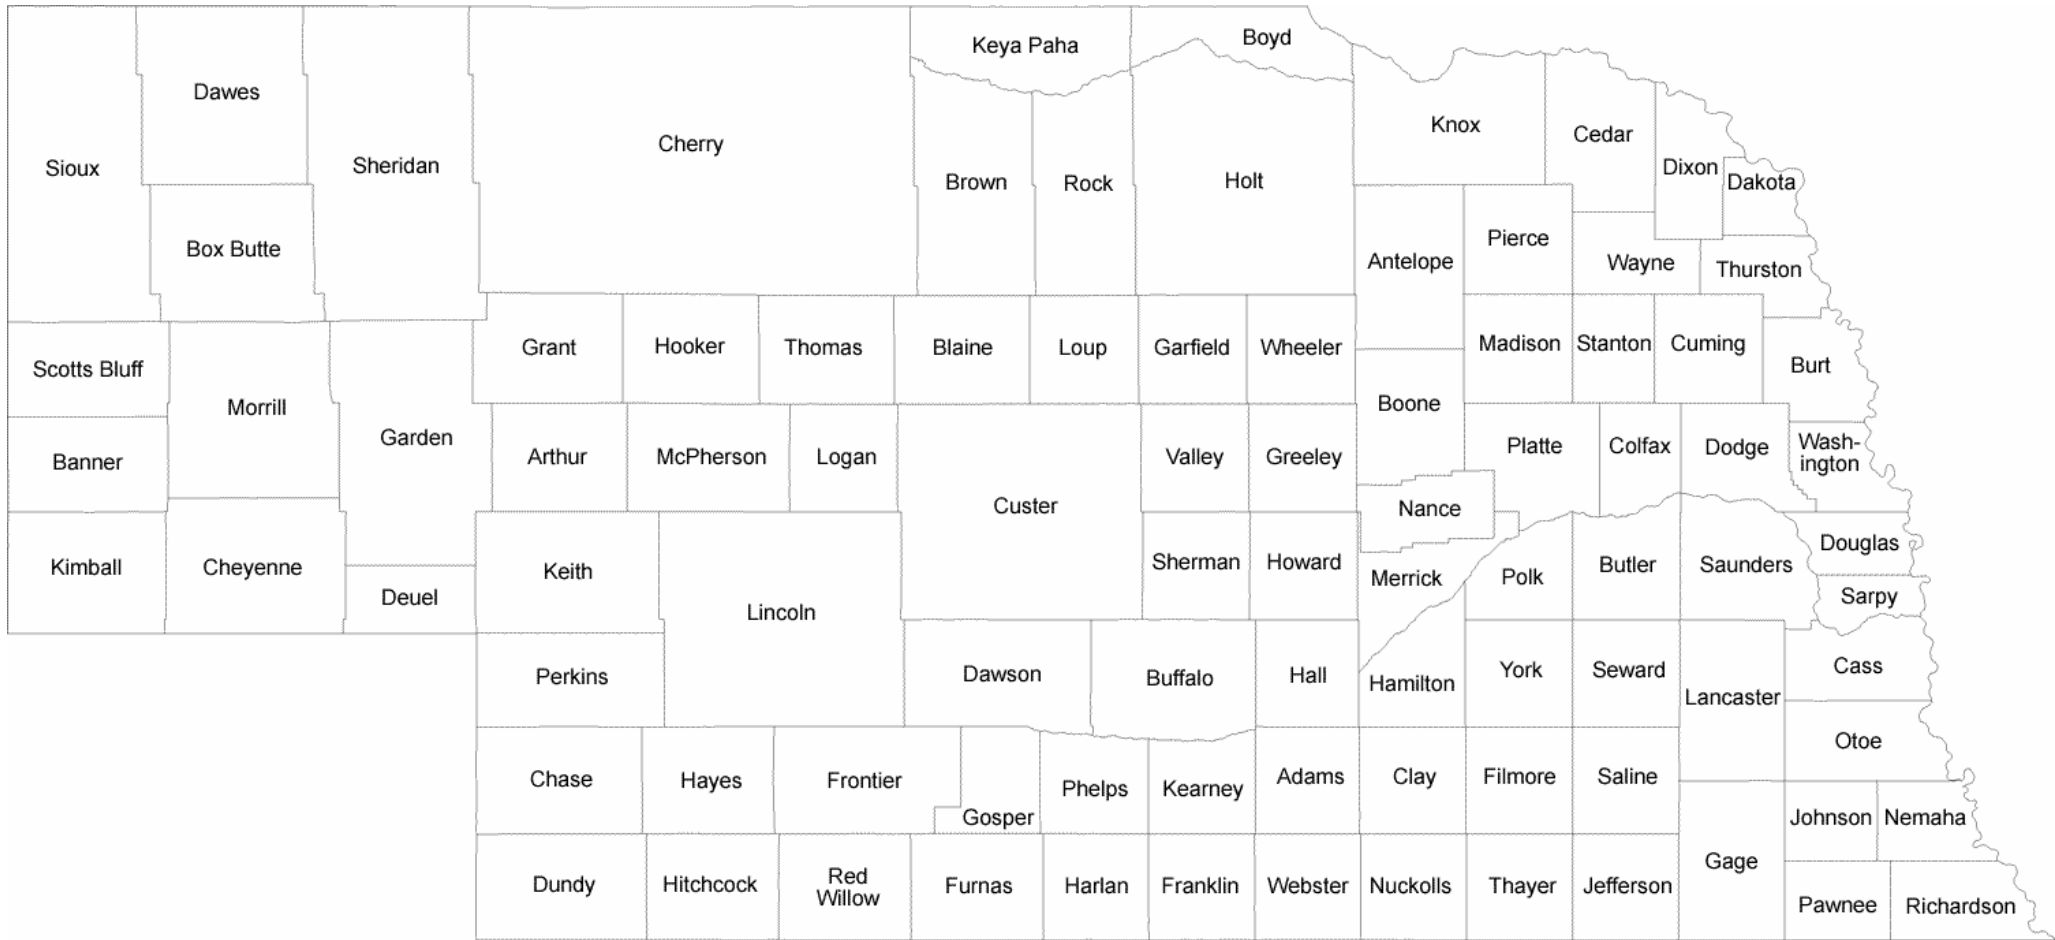 Keya Paha
Boyd
Dawes
Knox
Cedar
Cherry
Sioux
Sheridan
Brown
Rock
Holt
Dixon
Dakota
Box Butte
Antelope
Pierce
Wayne
Thurston
Scotts Bluff
Grant
Hooker
Thomas
Blaine
Loup
Garfield
Wheeler
Madison
Stanton
Cuming
Burt
Morrill
Garden
Boone
Banner
Arthur
McPherson
Logan
Custer
Valley
Greeley
Platte
Colfax
Dodge
Wash-
ington
Nance
Kimball
Cheyenne
Deuel
Keith
Lincoln
Sherman
Howard
Merrick
Polk
Butler
Saunders
Douglas
Sarpy
Perkins
Dawson
Buffalo
Hall
Hamilton
York
Seward
Lancaster
Cass
Otoe
Chase
Hayes
Frontier
Gosper
Phelps
Kearney
Adams
Clay
Filmore
Saline
Johnson
Nemaha
Dundy
Hitchcock
Red
Willow
Furnas
Harlan
Franklin
Webster
Nuckolls
Thayer
Jefferson
Gage
Pawnee
Richardson